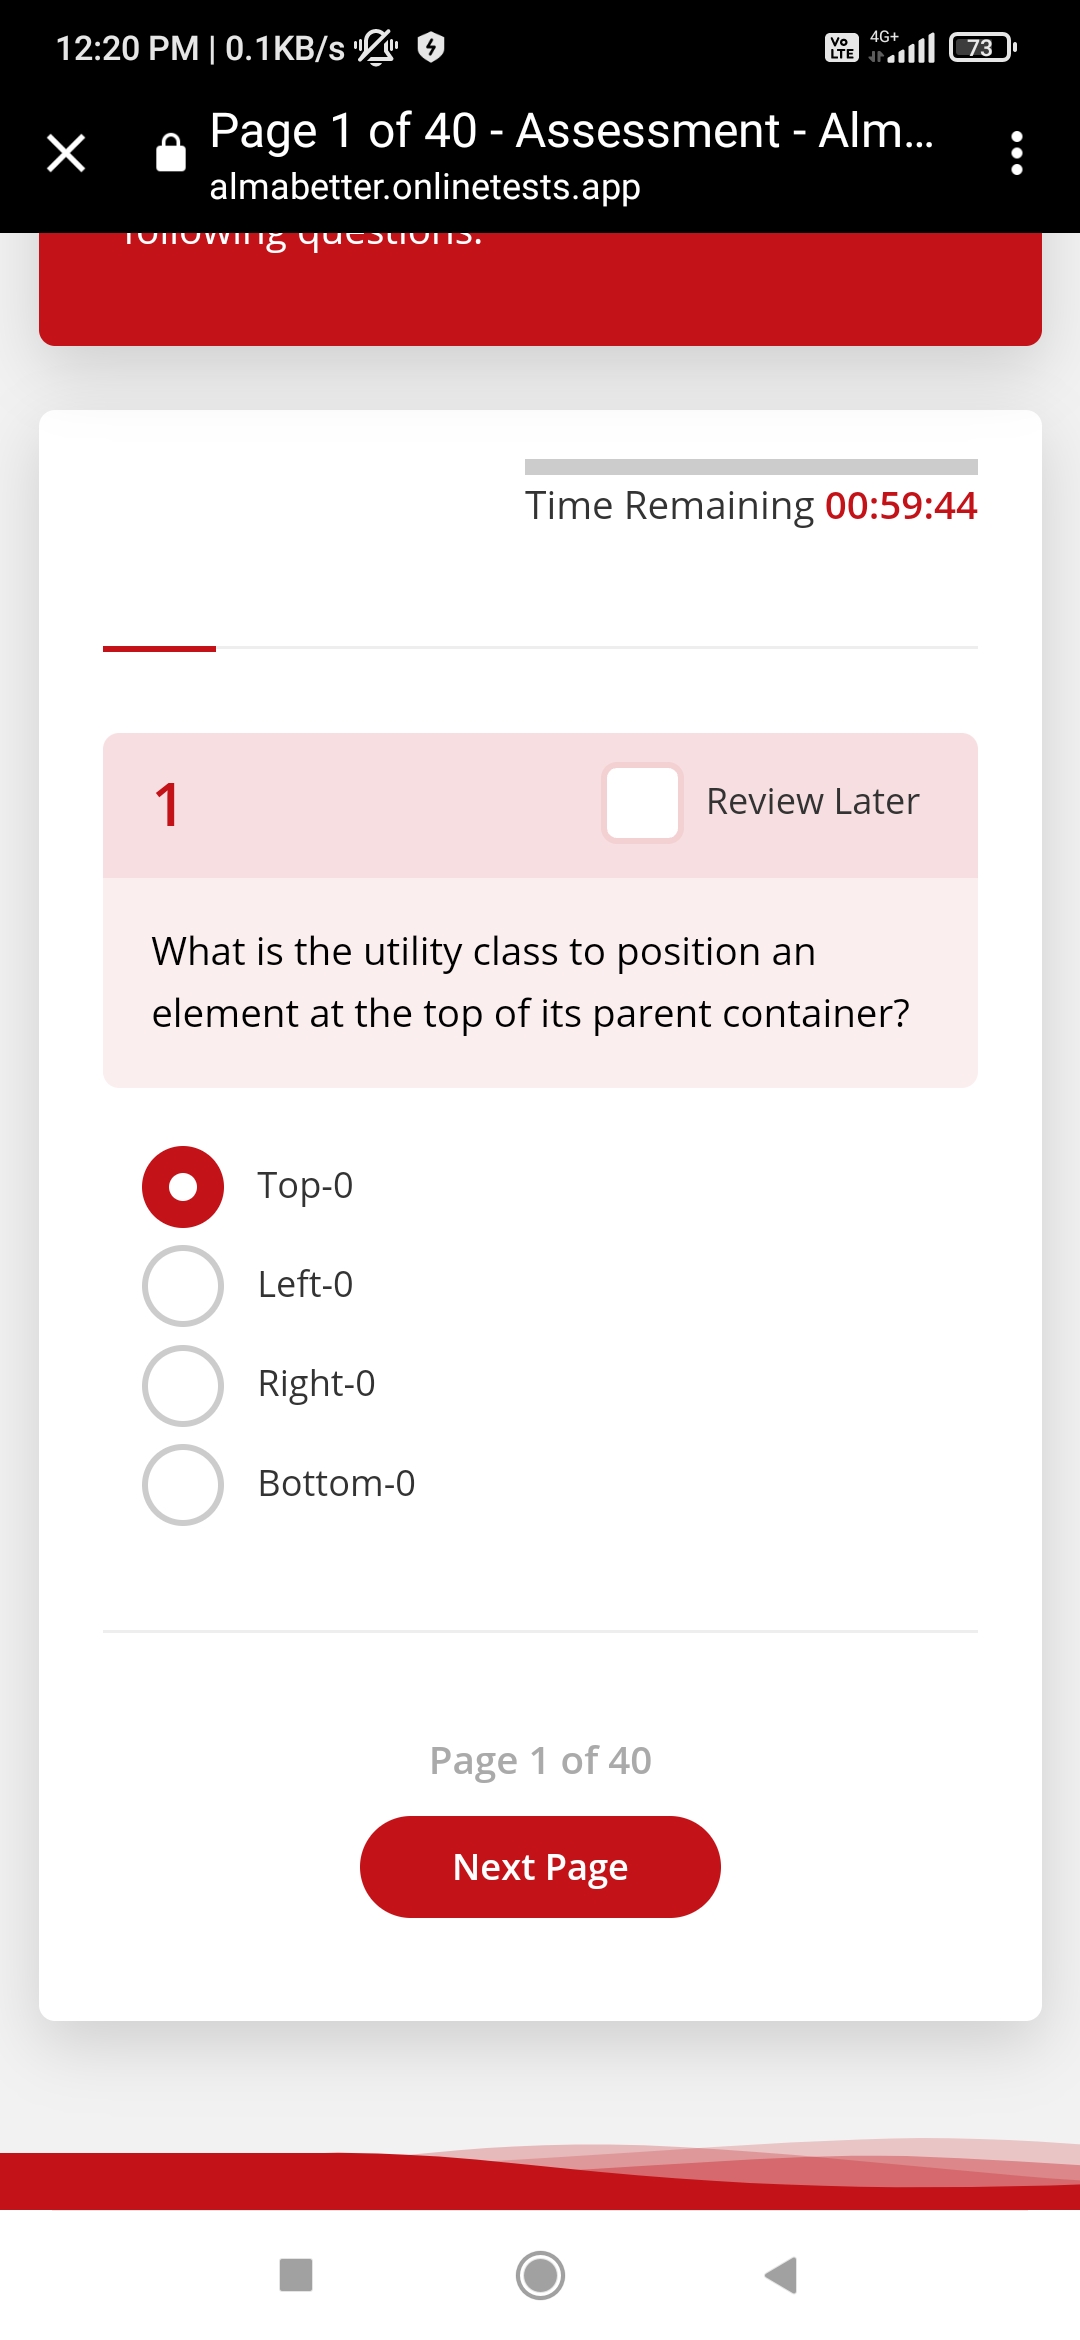 12:20 PM | 0.1KB/s
Vo LTE 4G+ 73
Page 1 of 40 - Assessment - Alm...
almabetter.onlinetests.app
following questions.
Time Remaining 00:59:44
1
Review Later
What is the utility class to position an
element at the top of its parent container?
Top-0
Left-0
Right-0
Bottom-0
Page 1 of 40
Next Page